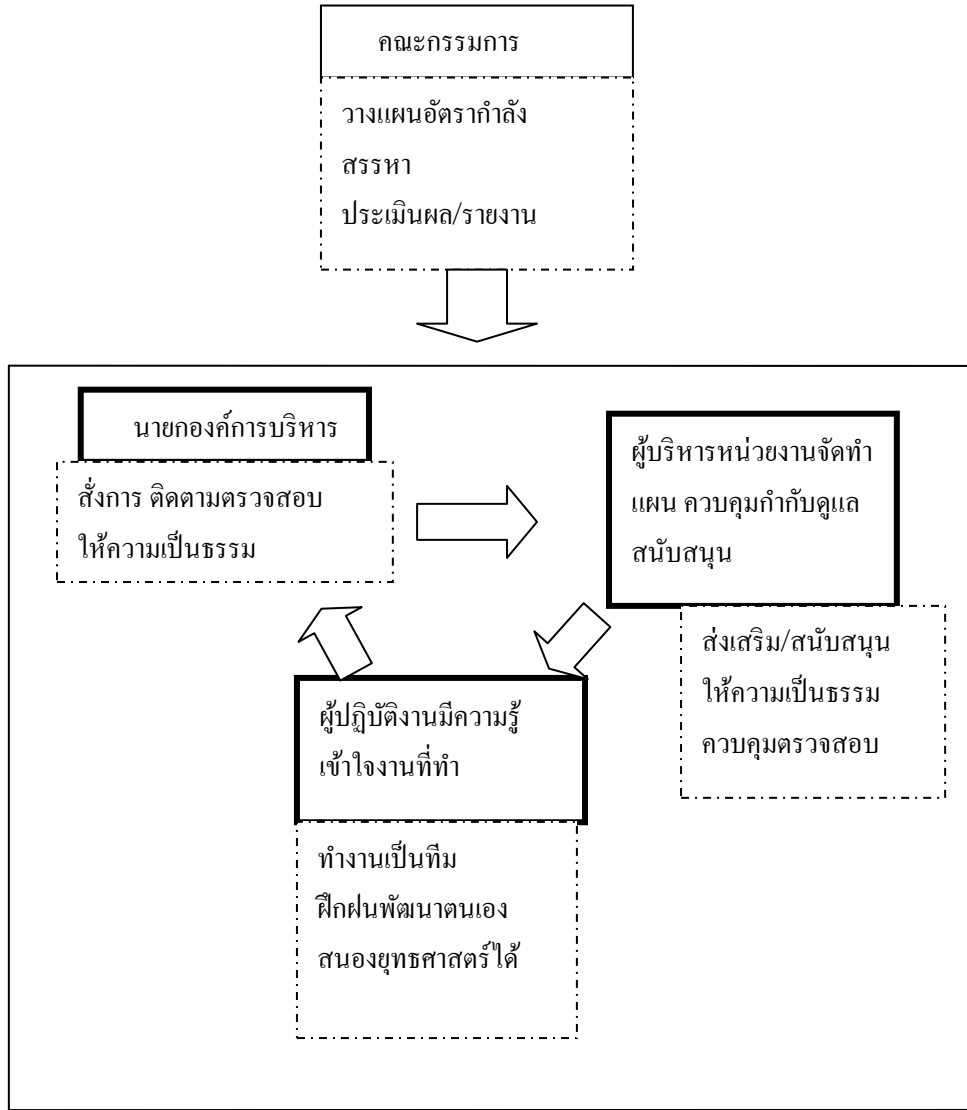 คณะกรรมการ
วางแผนอัตรากำลัง
สรรหา
ประเมินผล/รายงาน
นายกองค์การบริหาร
สั่งการ ติดตามตรวจสอบ
ให้ความเป็นธรรม
ผู้บริหารหน่วยงานจัดทำ
แผน ควบคุมกำกับดูแล
สนับสนุน
ส่งเสริม/สนับสนุน
ให้ความเป็นธรรม
ควบคุมตรวจสอบ
ผู้ปฏิบัติงานมีความรู้
เข้าใจงานที่ทำ
ทำงานเป็นทีม
ฝึกฝนพัฒนาตนเอง
สนองยุทธศาสตร์ได้